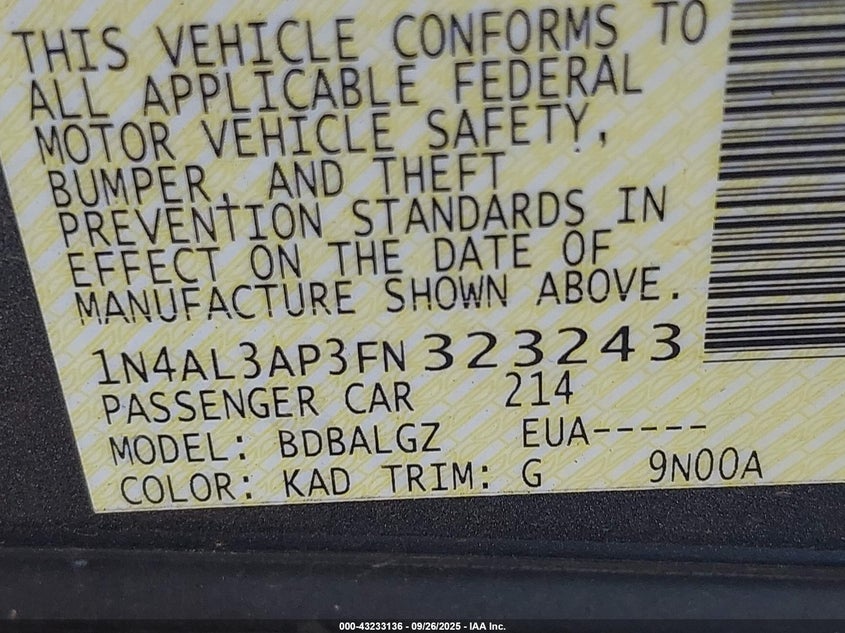 THIS VEHICLE CONFORMS TO
ALL APPLICABLE FEDERAL
MOTOR VEHICLE SAFETY,
BUMPER, AND THEFT
PREVENTION STANDARDS IN
EFFECT ON THE DATE OF
MANUFACTURE SHOWN ABOVE.
1N4AL3AP3FN323243
PASSENGER CAR 214
MODEL: BDBALGZ EUA-----
COLOR: KAD TRIM: G 9N00A
000-43233136 - 09/26/2025 - IAA Inc.